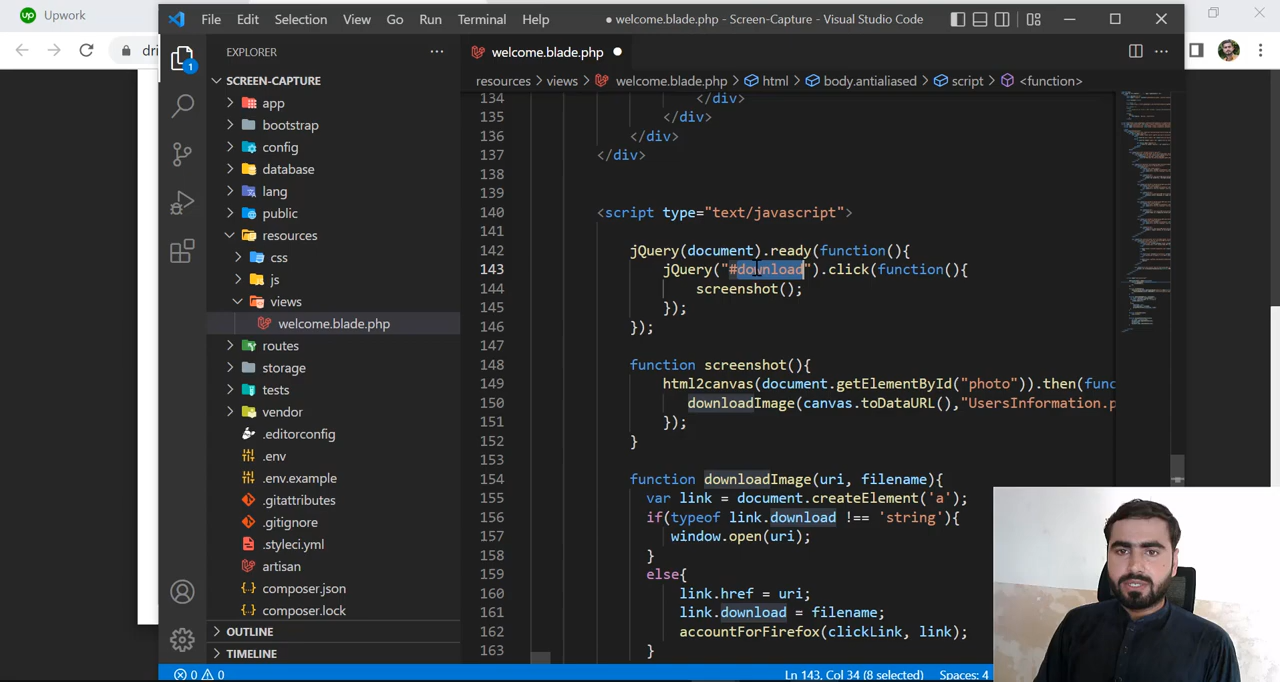 up Upwork
dri
File Edit Selection View Go Run Terminal Help
● welcome.blade.php - Screen-Capture - Visual Studio Code
EXPLORER
1
SCREEN-CAPTURE
app
bootstrap
config
database
lang
public
resources
css
js
views
welcome.blade.php
routes
storage
tests
vendor
.editorconfig
.env
.env.example
.gitattributes
.gitignore
.styleci.yml
artisan
{} composer.json
{} composer.lock
OUTLINE
TIMELINE
welcome.blade.php ●
resources > views > welcome.blade.php > html > body.antialiased > script > <function>
134 </div>
135 </div>
136 </div>
137 </div>
138
139
140 <script type="text/javascript">
141
142 jQuery(document).ready(function(){
143 jQuery("#download").click(function(){
144 screenshot();
145 });
146 });
147
148 function screenshot(){
149 html2canvas(document.getElementById("photo")).then(func
150 downloadImage(canvas.toDataURL(),"UsersInformation.p
151 });
152 }
153
154 function downloadImage(uri, filename){
155 var link = document.createElement('a');
156 if(typeof link.download !== 'string'){
157 window.open(uri);
158 }
159 else{
160 link.href = uri;
161 link.download = filename;
162 accountForFirefox(clickLink, link);
163 }
0 0 Ln 143, Col 34 (8 selected) Spaces: 4